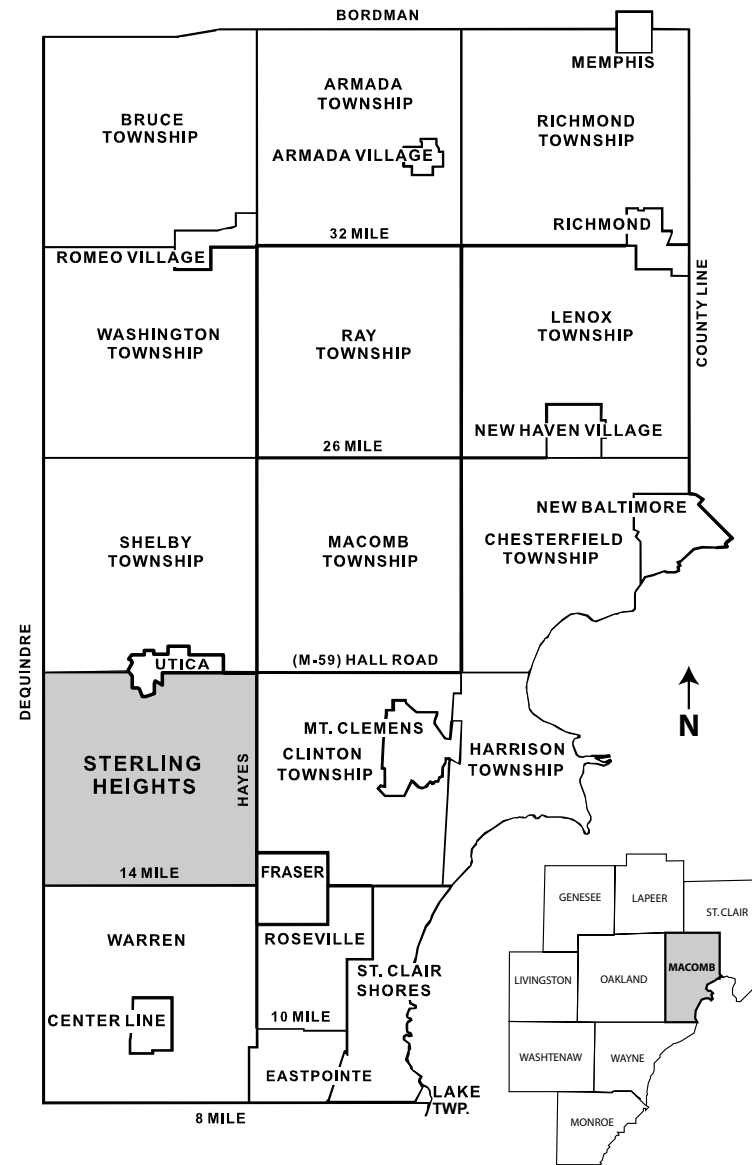 BORDMAN
MEMPHIS
ARMADA
TOWNSHIP
BRUCE
TOWNSHIP
RICHMOND
TOWNSHIP
ARMADA VILLAGE
RICHMOND
32 MILE
ROMEO VILLAGE
COUNTY LINE
WASHINGTON
TOWNSHIP
RAY
TOWNSHIP
LENOX
TOWNSHIP
NEW HAVEN VILLAGE
26 MILE
NEW BALTIMORE
SHELBY
TOWNSHIP
MACOMB
TOWNSHIP
CHESTERFIELD
TOWNSHIP
DEQUINDRE
UTICA
(M-59) HALL ROAD
N
MT. CLEMENS
CLINTON
TOWNSHIP
HARRISON
TOWNSHIP
STERLING
HEIGHTS
HAYES
14 MILE
FRASER
WARREN
ROSEVILLE
ST. CLAIR
SHORES
10 MILE
CENTER LINE
EASTPOINTE
LAKE
TWP.
8 MILE
GENESEE
LAPEER
ST. CLAIR
LIVINGSTON
OAKLAND
MACOMB
WASHTENAW
WAYNE
MONROE